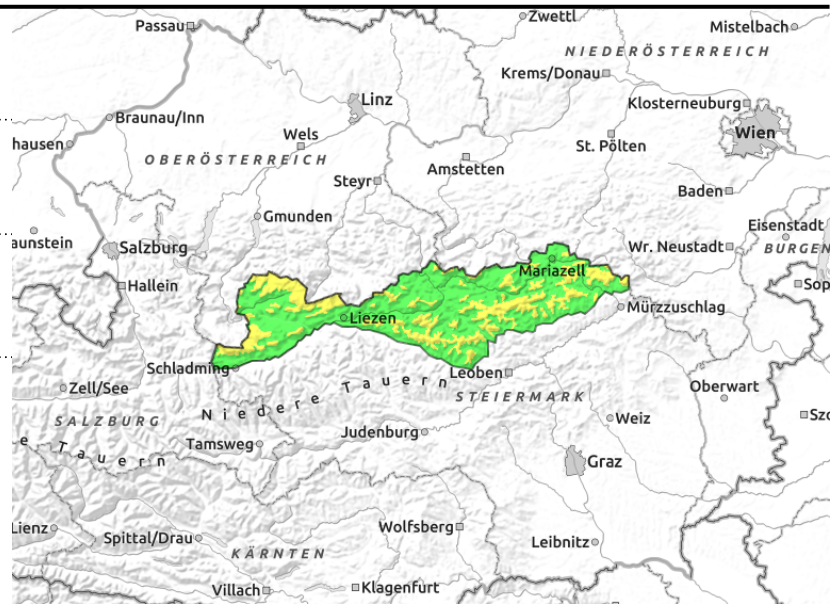 Passau
Zwettl
Mistelbach
NIEDERÖSTERREICH
Krems/Donau
Linz
Klosterneuburg
Braunau/Inn
Wels
Wien
hausen
St. Pölten
OBERÖSTERREICH
Amstetten
Steyr
Baden
Gmunden
Eisenstadt
aunstein
Salzburg
Wr. Neustadt
BURGEN
Mariazell
Hallein
Sop
Mürzzuschlag
Liezen
Schladming
Leoben
Zell/See
Niedere Tauern
Oberwart
STEIERMARK
SALZBURG
Weiz
Szo
Judenburg
e Tauern
Tamsweg
Graz
Lienz
Wolfsberg
Spittal/Drau
Leibnitz
KÄRNTEN
Villach
Klagenfurt